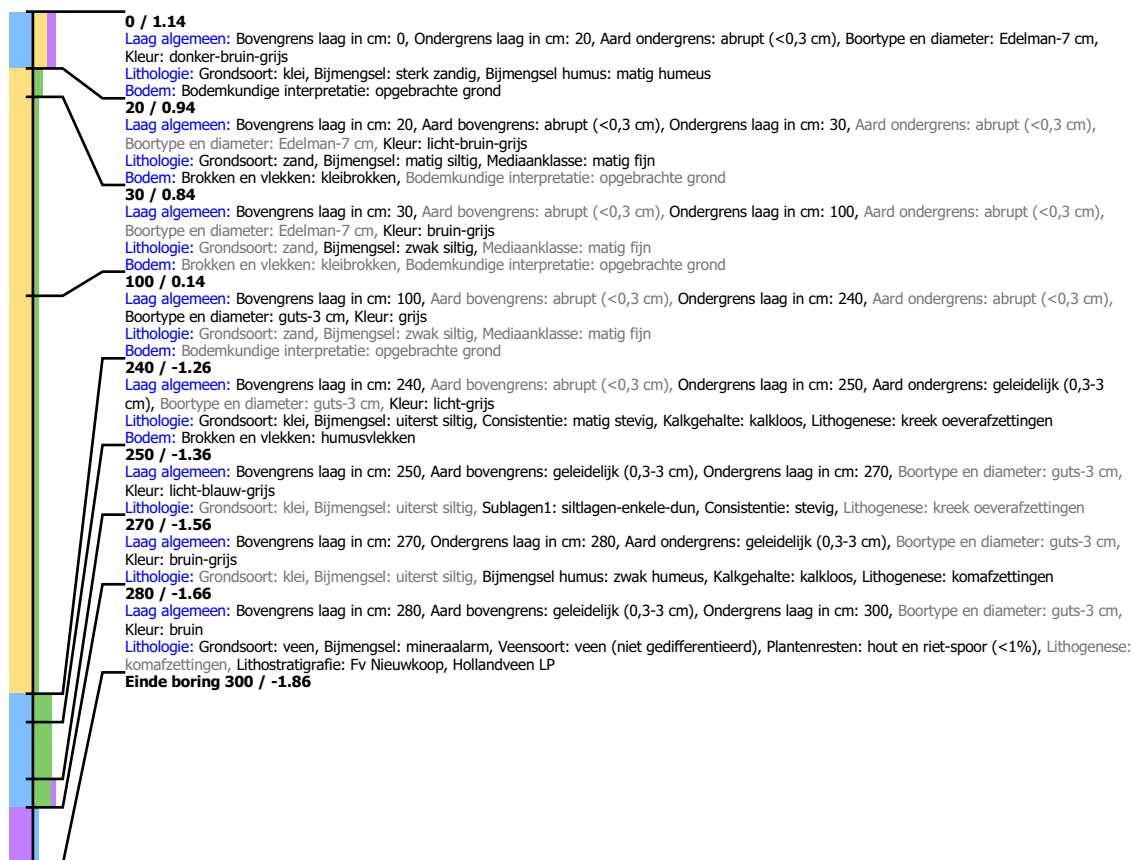 0 / 1.14
Laag algemeen: Bovengrens laag in cm: 0, Ondergrens laag in cm: 20, Aard ondergrens: abrupt (<0,3 cm), Boortype en diameter: Edelman-7 cm,
Kleur: donker-bruin-grijs
Lithologie: Grondsoort: klei, Bijmengsel: sterk zandig, Bijmengsel humus: matig humeus
Bodem: Bodemkundige interpretatie: opgebrachte grond
20 / 0.94
Laag algemeen: Bovengrens laag in cm: 20, Aard bovengrens: abrupt (<0,3 cm), Ondergrens laag in cm: 30, Aard ondergrens: abrupt (<0,3 cm),
Boortype en diameter: Edelman-7 cm, Kleur: licht-bruin-grijs
Lithologie: Grondsoort: zand, Bijmengsel: matig siltig, Mediaanklasse: matig fijn
Bodem: Brokken en vlekken: kleibrokken, Bodemkundige interpretatie: opgebrachte grond
30 / 0.84
Laag algemeen: Bovengrens laag in cm: 30, Aard bovengrens: abrupt (<0,3 cm), Ondergrens laag in cm: 100, Aard ondergrens: abrupt (<0,3 cm),
Boortype en diameter: Edelman-7 cm, Kleur: bruin-grijs
Lithologie: Grondsoort: zand, Bijmengsel: zwak siltig, Mediaanklasse: matig fijn
Bodem: Brokken en vlekken: kleibrokken, Bodemkundige interpretatie: opgebrachte grond
100 / 0.14
Laag algemeen: Bovengrens laag in cm: 100, Aard bovengrens: abrupt (<0,3 cm), Ondergrens laag in cm: 240, Aard ondergrens: abrupt (<0,3 cm),
Boortype en diameter: guts-3 cm, Kleur: grijs
Lithologie: Grondsoort: zand, Bijmengsel: zwak siltig, Mediaanklasse: matig fijn
Bodem: Bodemkundige interpretatie: opgebrachte grond
240 / -1.26
Laag algemeen: Bovengrens laag in cm: 240, Aard bovengrens: abrupt (<0,3 cm), Ondergrens laag in cm: 250, Aard ondergrens: geleidelijk (0,3-3
cm), Boortype en diameter: guts-3 cm, Kleur: licht-grijs
Lithologie: Grondsoort: klei, Bijmengsel: uiterst siltig, Consistentie: matig stevig, Kalkgehalte: kalkloos, Lithogenese: kreek oeverafzettingen
Bodem: Brokken en vlekken: humusvlekken
250 / -1.36
Laag algemeen: Bovengrens laag in cm: 250, Aard bovengrens: geleidelijk (0,3-3 cm), Ondergrens laag in cm: 270, Boortype en diameter: guts-3 cm,
Kleur: licht-blauw-grijs
Lithologie: Grondsoort: klei, Bijmengsel: uiterst siltig, Sublagen1: siltlagen-enkele-dun, Consistentie: stevig, Lithogenese: kreek oeverafzettingen
270 / -1.56
Laag algemeen: Bovengrens laag in cm: 270, Ondergrens laag in cm: 280, Aard ondergrens: geleidelijk (0,3-3 cm), Boortype en diameter: guts-3 cm,
Kleur: bruin-grijs
Lithologie: Grondsoort: klei, Bijmengsel: uiterst siltig, Bijmengsel humus: zwak humeus, Kalkgehalte: kalkloos, Lithogenese: komafzettingen
280 / -1.66
Laag algemeen: Bovengrens laag in cm: 280, Aard bovengrens: geleidelijk (0,3-3 cm), Ondergrens laag in cm: 300, Boortype en diameter: guts-3 cm,
Kleur: bruin
Lithologie: Grondsoort: veen, Bijmengsel: mineraalarm, Veensoort: veen (niet gedifferentieerd), Plantenresten: hout en riet-spoor (<1%), Lithogenese:
komafzettingen, Lithostratigrafie: Fv Nieuwkoop, Hollandveen LP
Einde boring 300 / -1.86